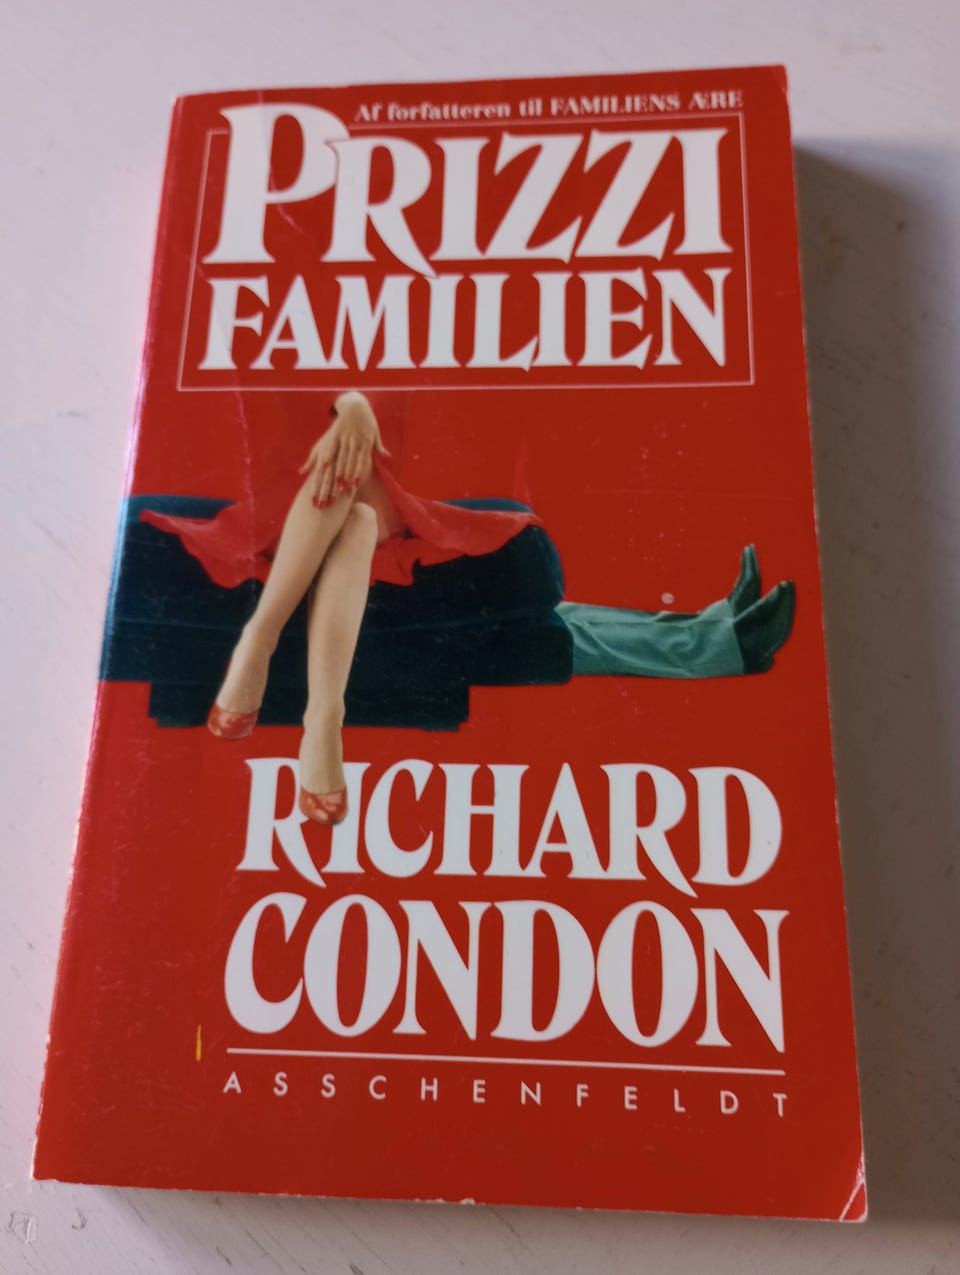 Af forfatteren til FAMILIENS ÆRE
PRIZZI
FAMILIEN
RICHARD
CONDON
ASSCHENFELDT